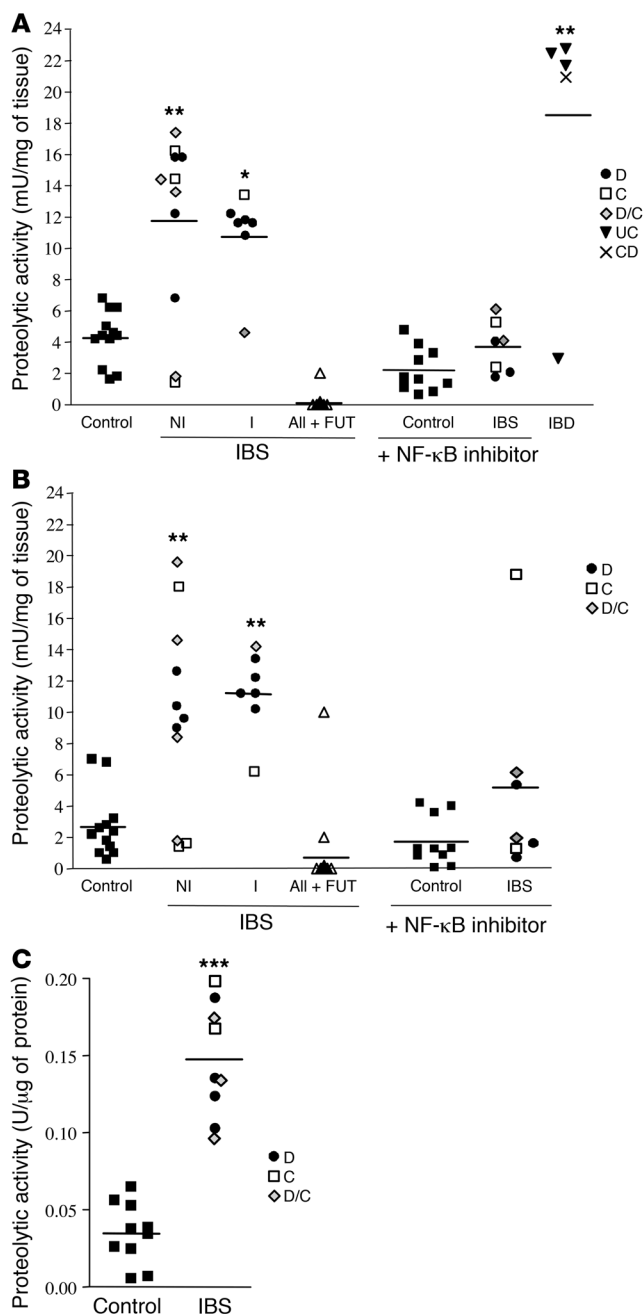 A
Proteolytic activity (mU/mg of tissue)
24
22
20
18
16
14
12
10
8
6
4
2
0
**
*
**
D
C
D/C
UC
CD
Control NI I All + FUT Control IBS IBD
IBS + NF-κB inhibitor
B
Proteolytic activity (mU/mg of tissue)
24
22
20
18
16
14
12
10
8
6
4
2
0
**
**
D
C
D/C
Control NI I All + FUT Control IBS
IBS + NF-κB inhibitor
C
Proteolytic activity (U/μg of protein)
0.20
0.15
0.10
0.05
0.00
***
D
C
D/C
Control IBS